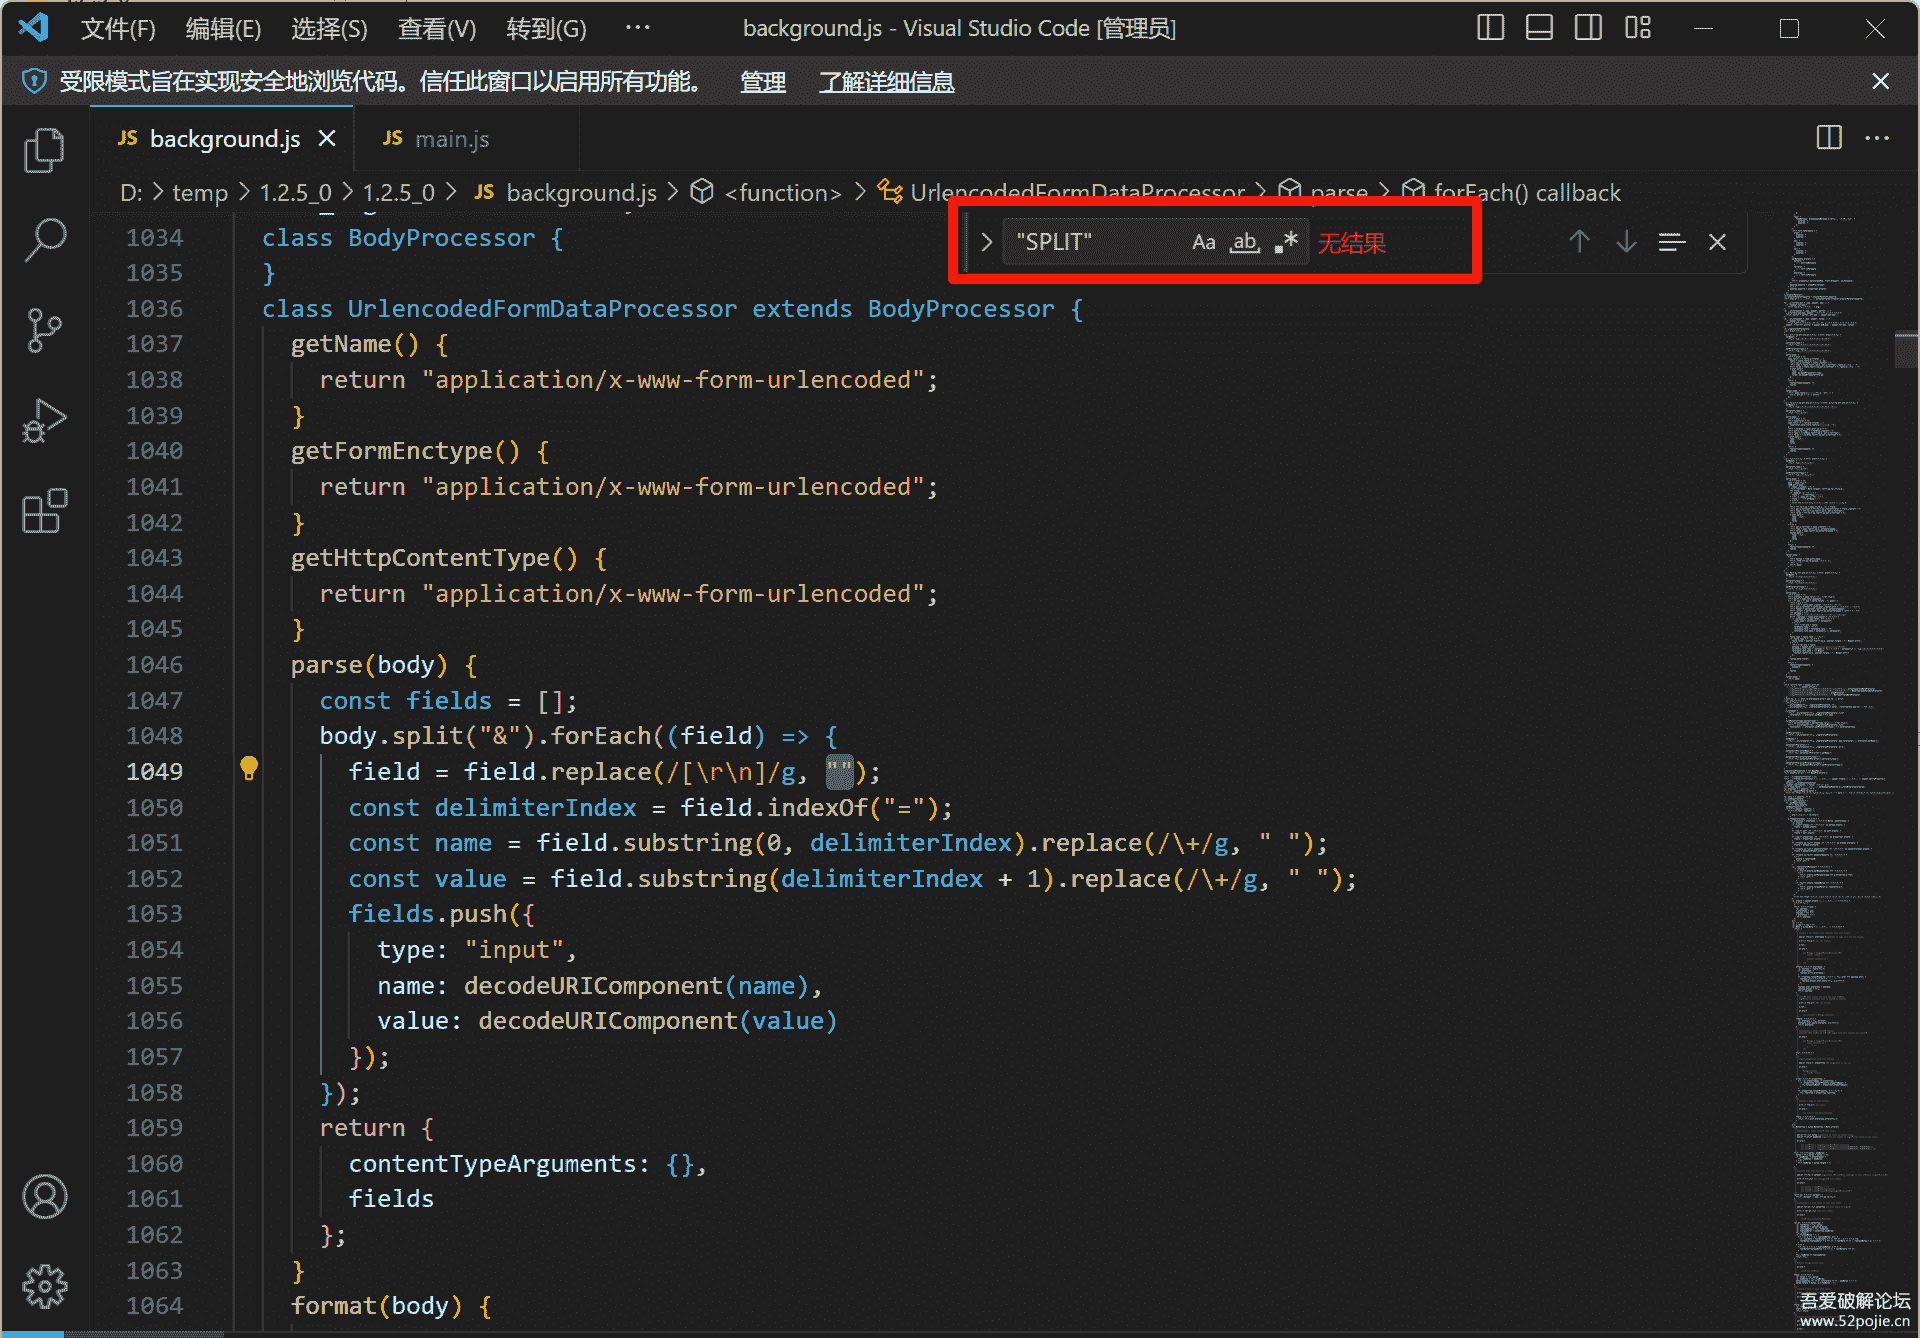 文件(F) 编辑(E) 选择(S) 查看(V) 转到(G) ··· background.js - Visual Studio Code [管理员]
受限模式旨在实现安全地浏览代码。信任此窗口以启用所有功能。 管理 了解详细信息
JS background.js JS main.js
D: > temp > 1.2.5_0 > 1.2.5_0 > JS background.js > <function> > UrlencodedFormDataProcessor > parse > forEach() callback
"SPLIT" Aa ab .* 无结果
1034 class BodyProcessor {
1035 }
1036 class UrlencodedFormDataProcessor extends BodyProcessor {
1037 getName() {
1038 return "application/x-www-form-urlencoded";
1039 }
1040 getFormEnctype() {
1041 return "application/x-www-form-urlencoded";
1042 }
1043 getHttpContentType() {
1044 return "application/x-www-form-urlencoded";
1045 }
1046 parse(body) {
1047 const fields = [];
1048 body.split("&").forEach((field) => {
1049 field = field.replace(/[\r\n]/g, "");
1050 const delimiterIndex = field.indexOf("=");
1051 const name = field.substring(0, delimiterIndex).replace(/\+/g, " ");
1052 const value = field.substring(delimiterIndex + 1).replace(/\+/g, " ");
1053 fields.push({
1054 type: "input",
1055 name: decodeURIComponent(name),
1056 value: decodeURIComponent(value)
1057 });
1058 });
1059 return {
1060 contentTypeArguments: {},
1061 fields
1062 };
1063 }
1064 format(body) {
吾爱破解论坛
www.52pojie.cn